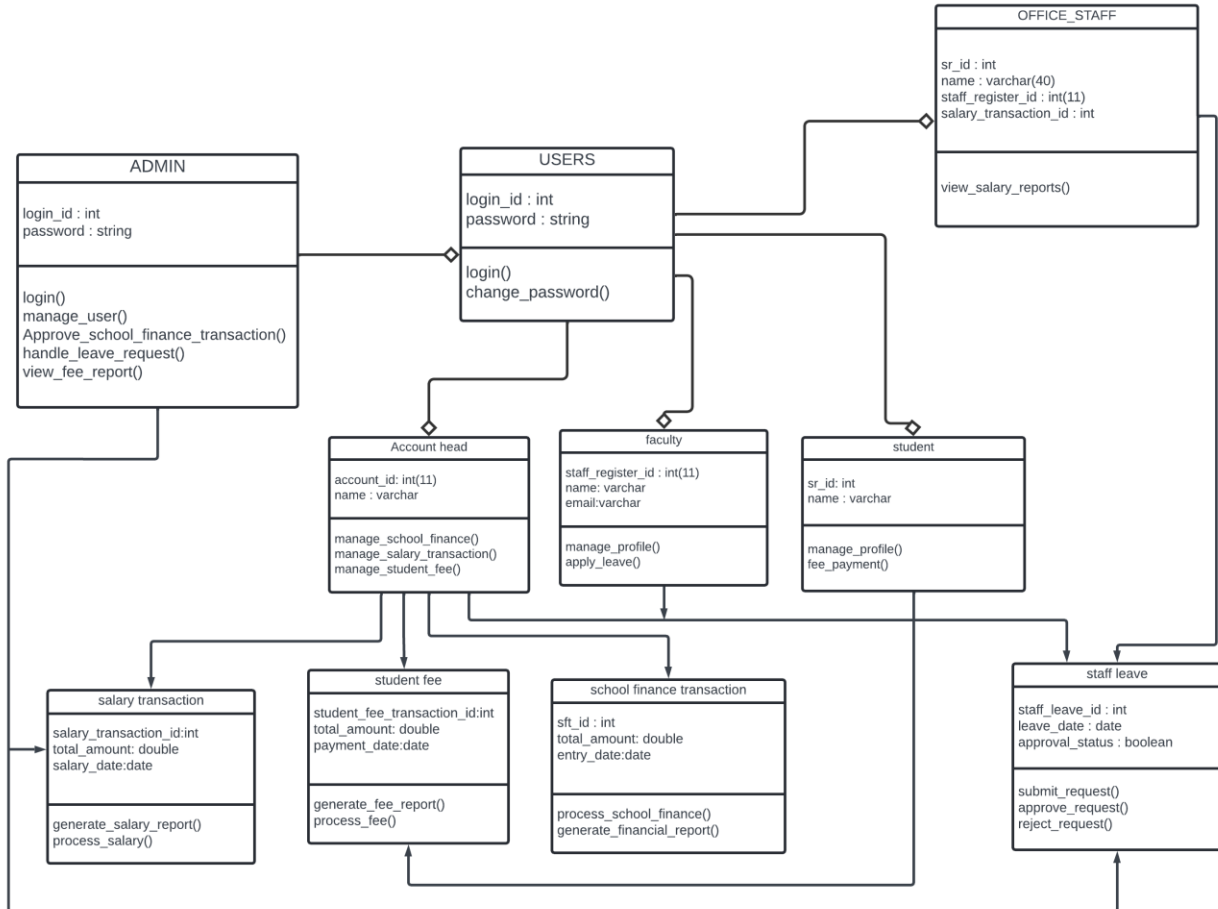 OFFICE_STAFF
sr_id : int
name : varchar(40)
staff_register_id : int(11)
salary_transaction_id : int
view_salary_reports()
ADMIN
login_id : int
password : string
login()
manage_user()
Approve_school_finance_transaction()
handle_leave_request()
view_fee_report()
USERS
login_id : int
password : string
login()
change_password()
Account head
account_id: int(11)
name : varchar
manage_school_finance()
manage_salary_transaction()
manage_student_fee()
faculty
staff_register_id : int(11)
name: varchar
email:varchar
manage_profile()
apply_leave()
student
sr_id: int
name : varchar
manage_profile()
fee_payment()
salary transaction
salary_transaction_id:int
total_amount: double
salary_date:date
generate_salary_report()
process_salary()
student fee
student_fee_transaction_id:int
total_amount: double
payment_date:date
generate_fee_report()
process_fee()
school finance transaction
sft_id : int
total_amount: double
entry_date:date
process_school_finance()
generate_financial_report()
staff leave
staff_leave_id : int
leave_date : date
approval_status : boolean
submit_request()
approve_request()
reject_request()